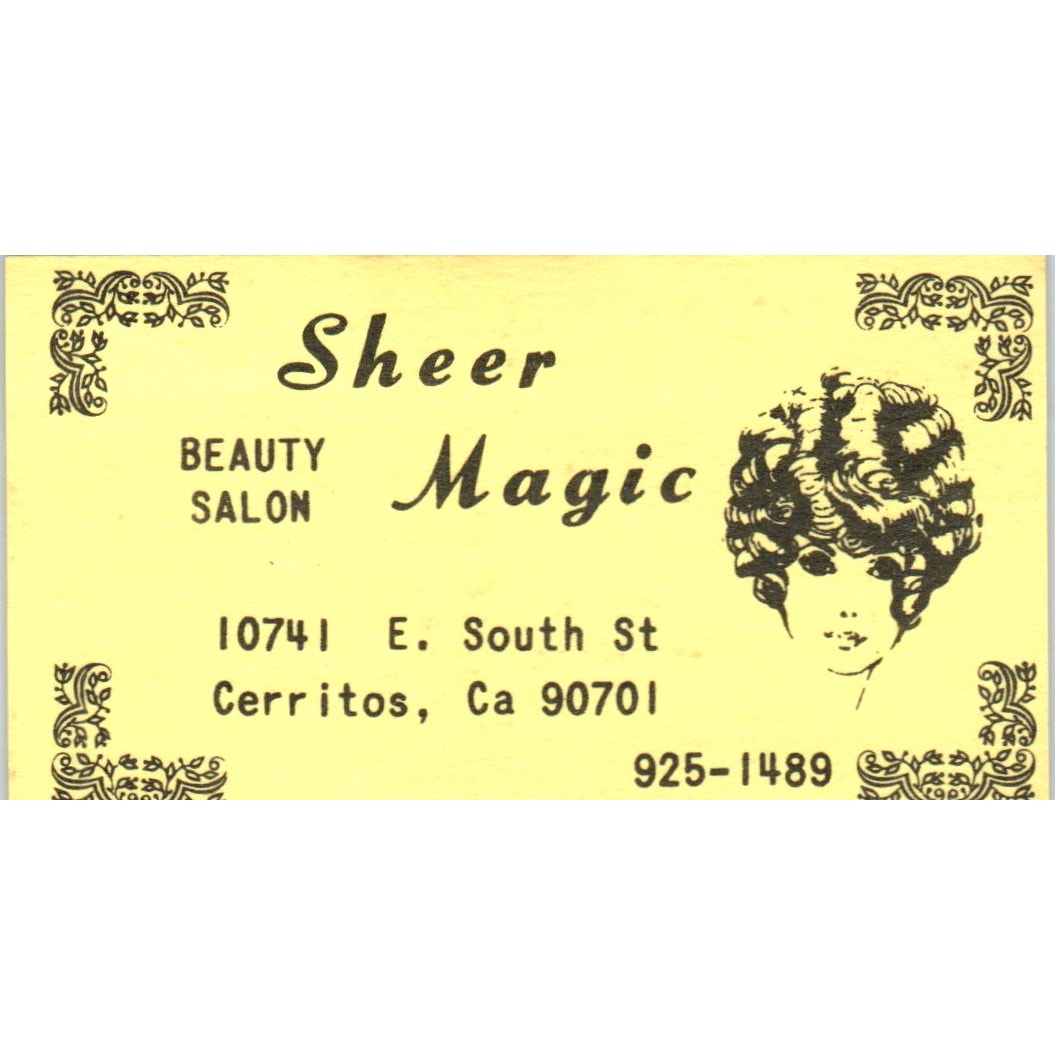 Sheer
BEAUTY Magic
SALON
10741 E. South St
Cerritos, Ca 90701
925-1489